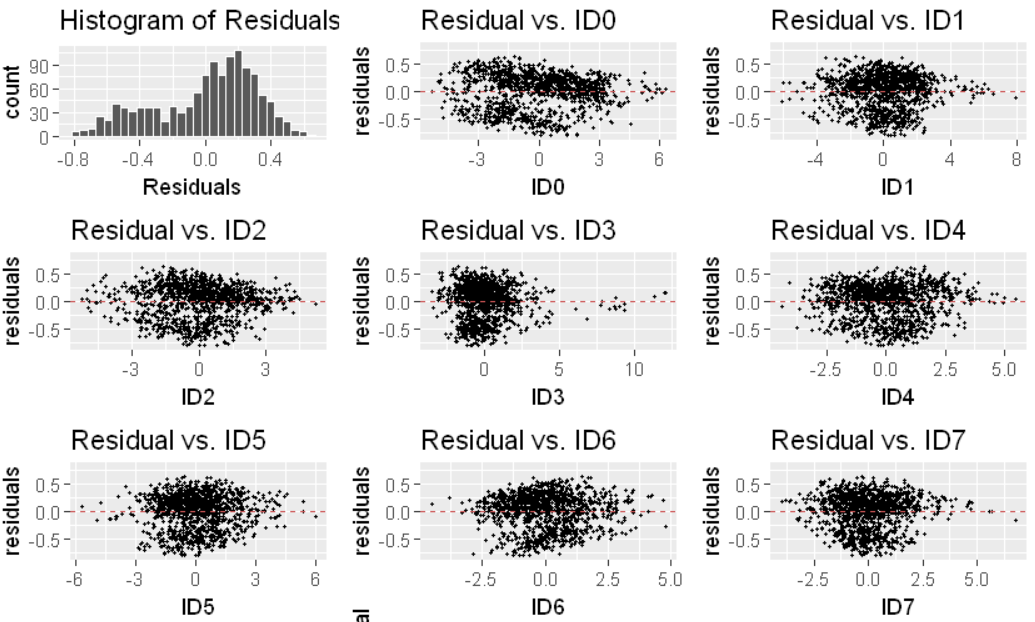 Histogram of Residuals
count
90
60
30
0
-0.8 -0.4 0.0 0.4
Residuals
Residual vs. ID0
residuals
0.5
0.0
-0.5
-3 0 3 6
ID0
Residual vs. ID1
residuals
0.5
0.0
-0.5
-4 0 4 8
ID1
Residual vs. ID2
residuals
0.5
0.0
-0.5
-3 0 3
ID2
Residual vs. ID3
residuals
0.5
0.0
-0.5
0 5 10
ID3
Residual vs. ID4
residuals
0.5
0.0
-0.5
-2.5 0.0 2.5 5.0
ID4
Residual vs. ID5
residuals
0.5
0.0
-0.5
-6 -3 0 3 6
ID5
Residual vs. ID6
residuals
0.5
0.0
-0.5
-2.5 0.0 2.5 5.0
ID6
Residual vs. ID7
residuals
0.5
0.0
-0.5
-2.5 0.0 2.5 5.0
ID7